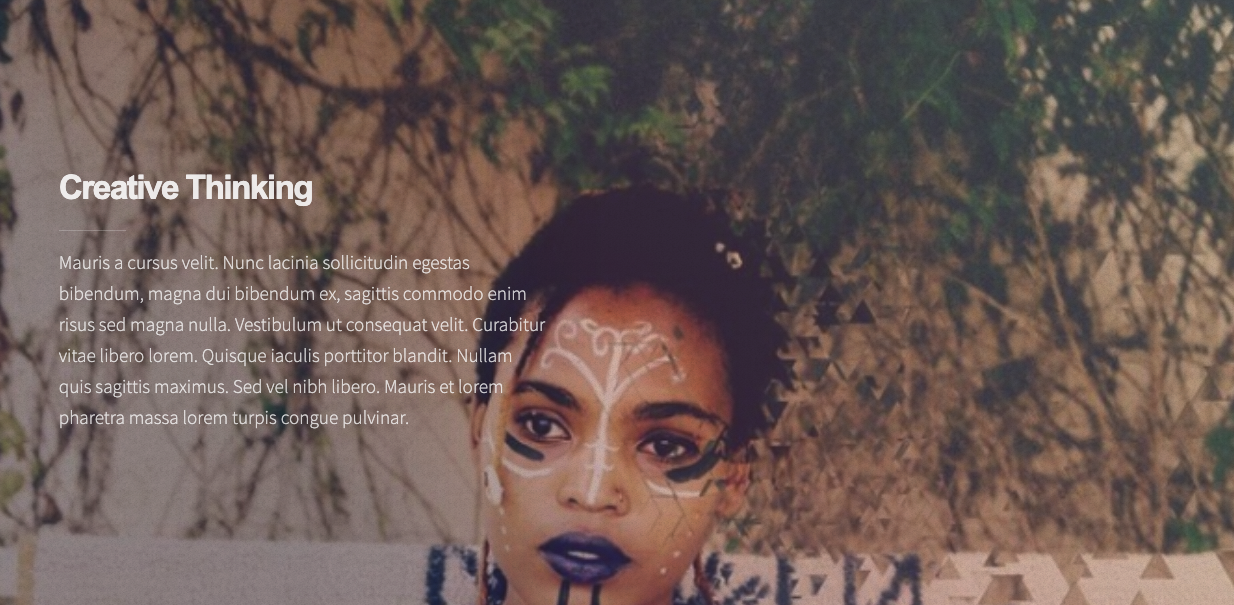 Creative Thinking
Mauris a cursus velit. Nunc lacinia sollicitudin egestas
bibendum, magna dui bibendum ex, sagittis commodo enim
risus sed magna nulla. Vestibulum ut consequat velit. Curabitur
vitae libero lorem. Quisque iaculis porttitor blandit. Nullam
quis sagittis maximus. Sed vel nibh libero. Mauris et lorem
pharetra massa lorem turpis congue pulvinar.